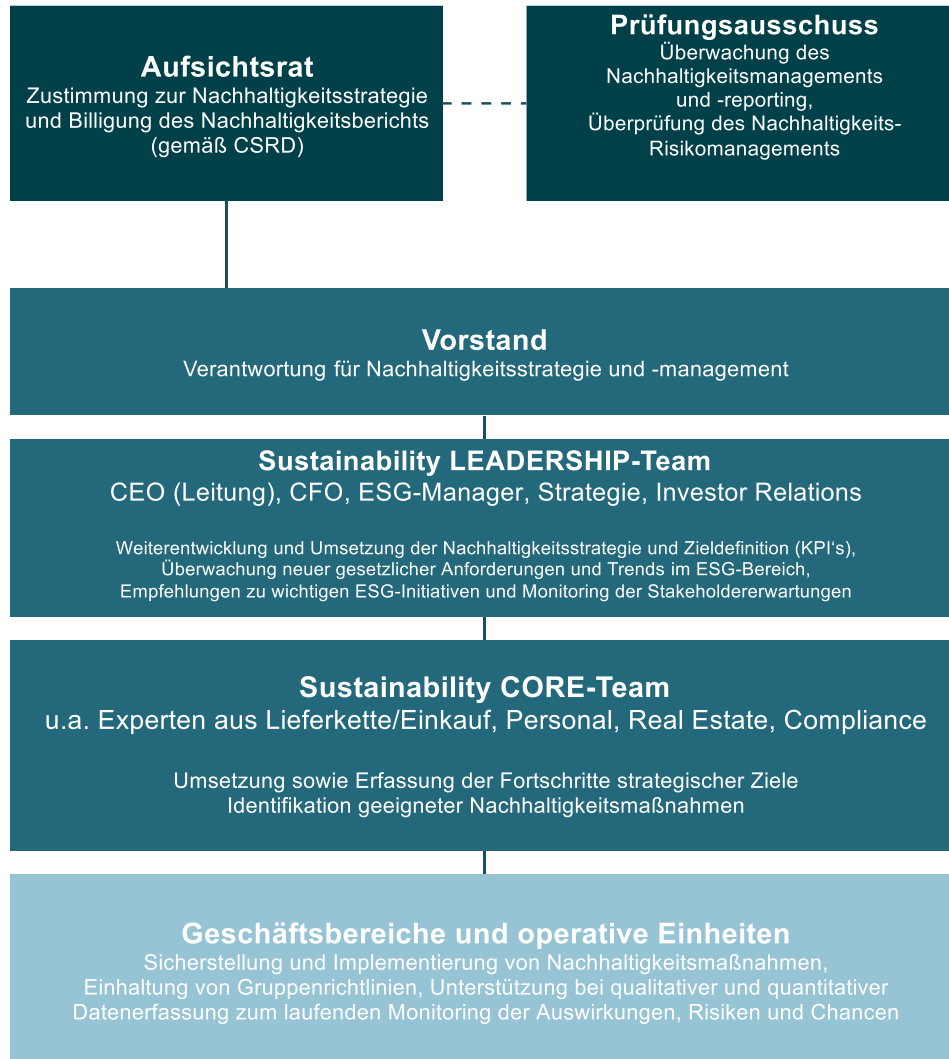 Aufsichtsrat
Zustimmung zur Nachhaltigkeitsstrategie
und Billigung des Nachhaltigkeitsberichts
(gemäß CSRD)
Prüfungsausschuss
Überwachung des
Nachhaltigkeitsmanagements
und -reporting,
Überprüfung des Nachhaltigkeits-
Risikomanagements
Vorstand
Verantwortung für Nachhaltigkeitsstrategie und -management
Sustainability LEADERSHIP-Team
CEO (Leitung), CFO, ESG-Manager, Strategie, Investor Relations
Weiterentwicklung und Umsetzung der Nachhaltigkeitsstrategie und Zieldefinition (KPI‘s),
Überwachung neuer gesetzlicher Anforderungen und Trends im ESG-Bereich,
Empfehlungen zu wichtigen ESG-Initiativen und Monitoring der Stakeholdererwartungen
Sustainability CORE-Team
u.a. Experten aus Lieferkette/Einkauf, Personal, Real Estate, Compliance
Umsetzung sowie Erfassung der Fortschritte strategischer Ziele
Identifikation geeigneter Nachhaltigkeitsmaßnahmen
Geschäftsbereiche und operative Einheiten
Sicherstellung und Implementierung von Nachhaltigkeitsmaßnahmen,
Einhaltung von Gruppenrichtlinien, Unterstützung bei qualitativer und quantitativer
Datenerfassung zum laufenden Monitoring der Auswirkungen, Risiken und Chancen